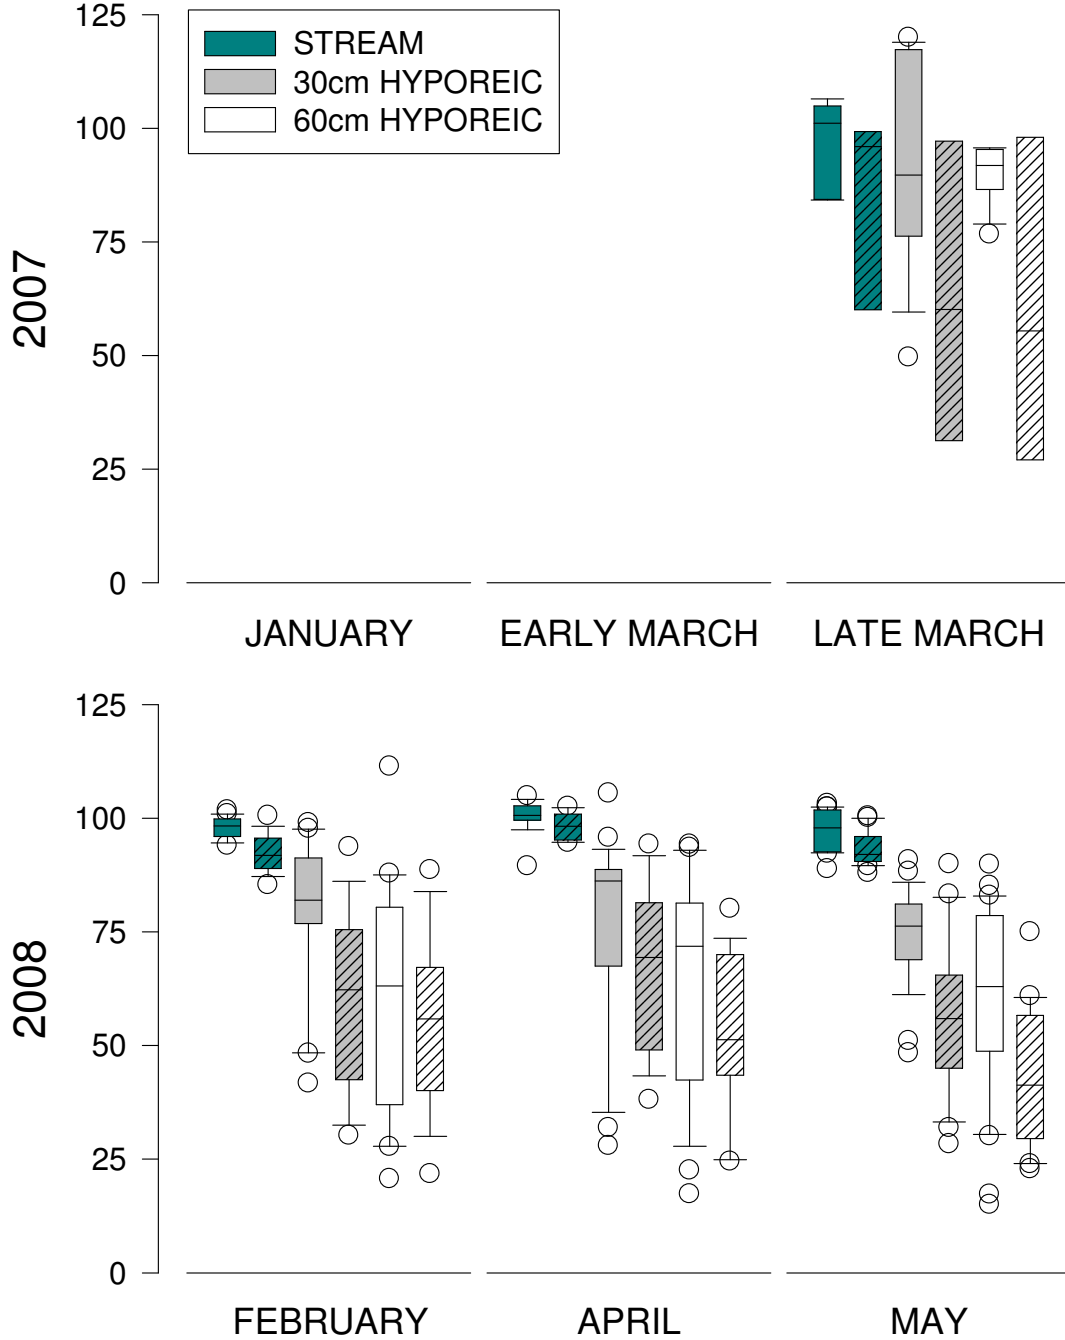 125
100
75
50
25
0
2007
STREAM
30cm HYPOREIC
60cm HYPOREIC
JANUARY EARLY MARCH LATE MARCH
125
100
75
50
25
0
2008
FEBRUARY APRIL MAY